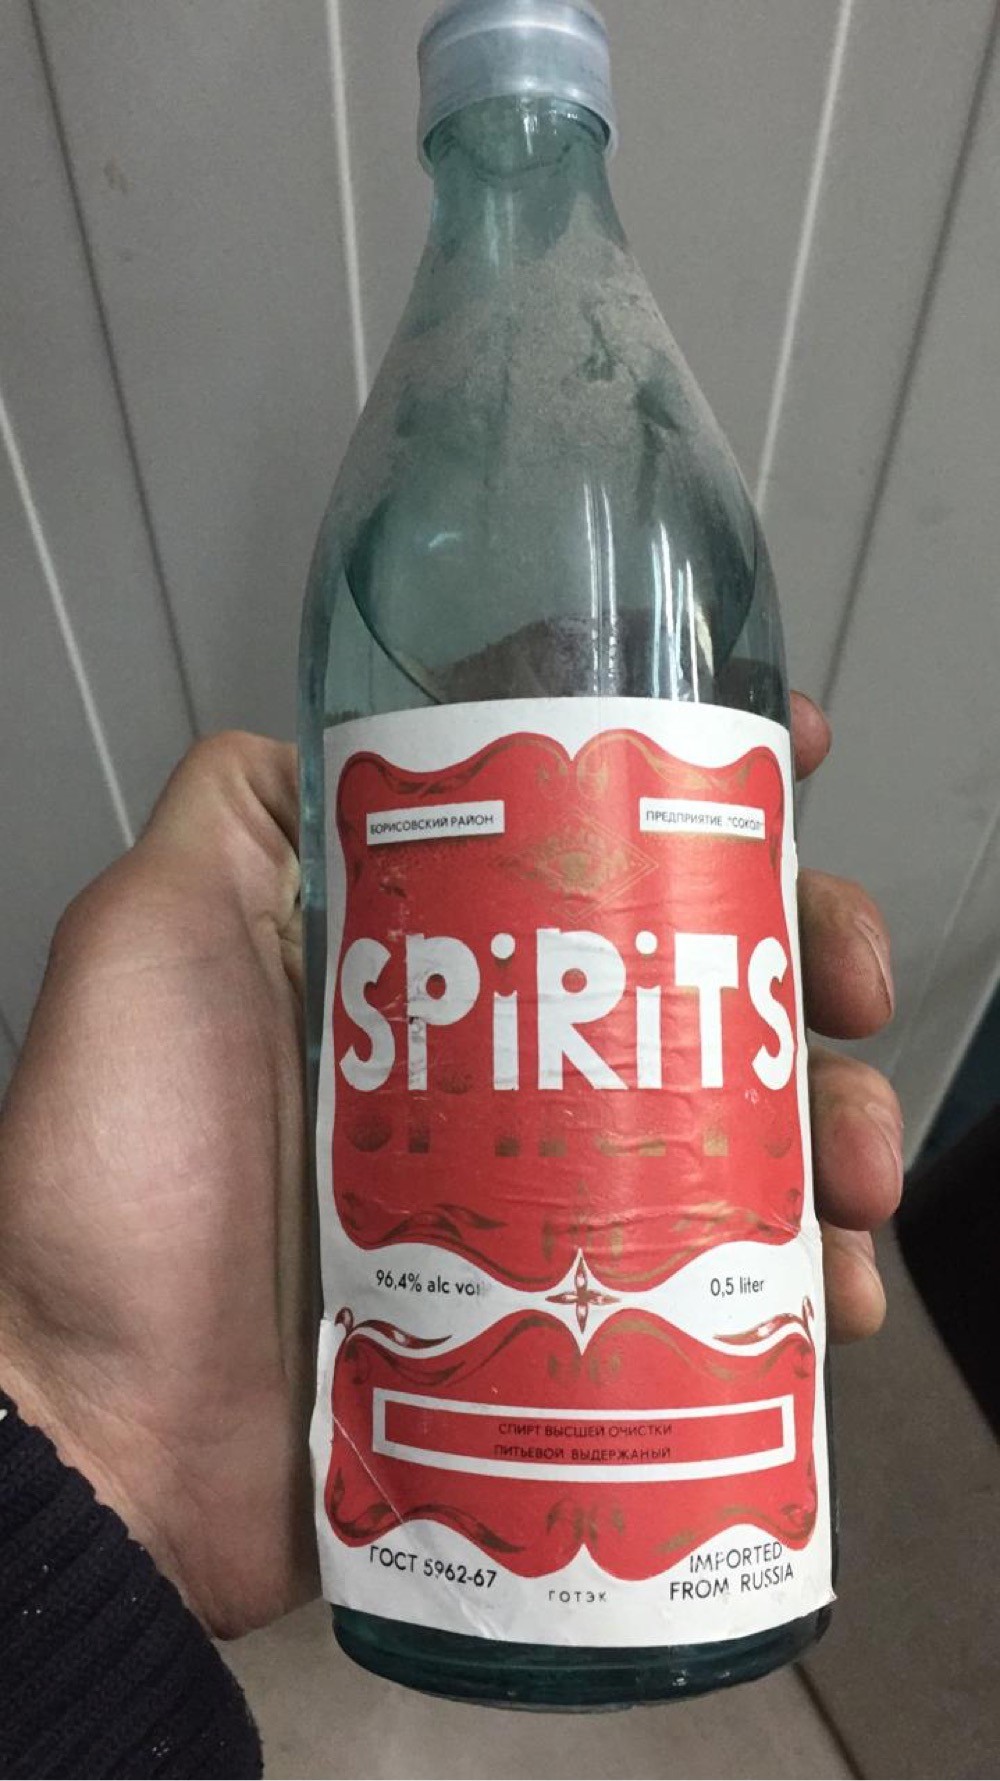 БОРИСОВСКИЙ РАЙОН
ПРЕДПРИЯТИЕ "СОКОЛ"
SPiRiTS
96,4% alc vol
0,5 liter
СПИРТ ВЫСШЕЙ ОЧИСТКИ
ПИТЬЕВОЙ ВЫДЕРЖАНЫЙ
ГОСТ 5962-67
ГОТЭК
IMPORTED
FROM RUSSIA